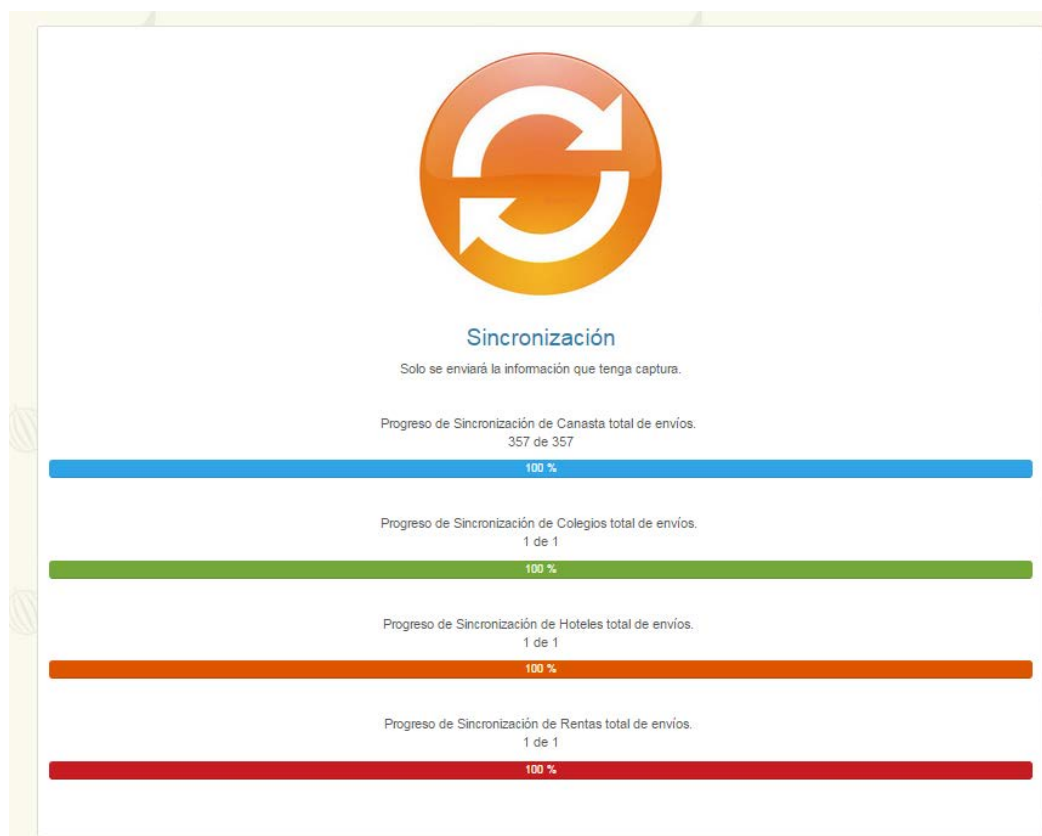 Sincronización
Solo se enviará la información que tenga captura.
Progreso de Sincronización de Canasta total de envíos.
357 de 357
100 %
Progreso de Sincronización de Colegios total de envíos.
1 de 1
100 %
Progreso de Sincronización de Hoteles total de envíos.
1 de 1
100 %
Progreso de Sincronización de Rentas total de envíos.
1 de 1
100 %